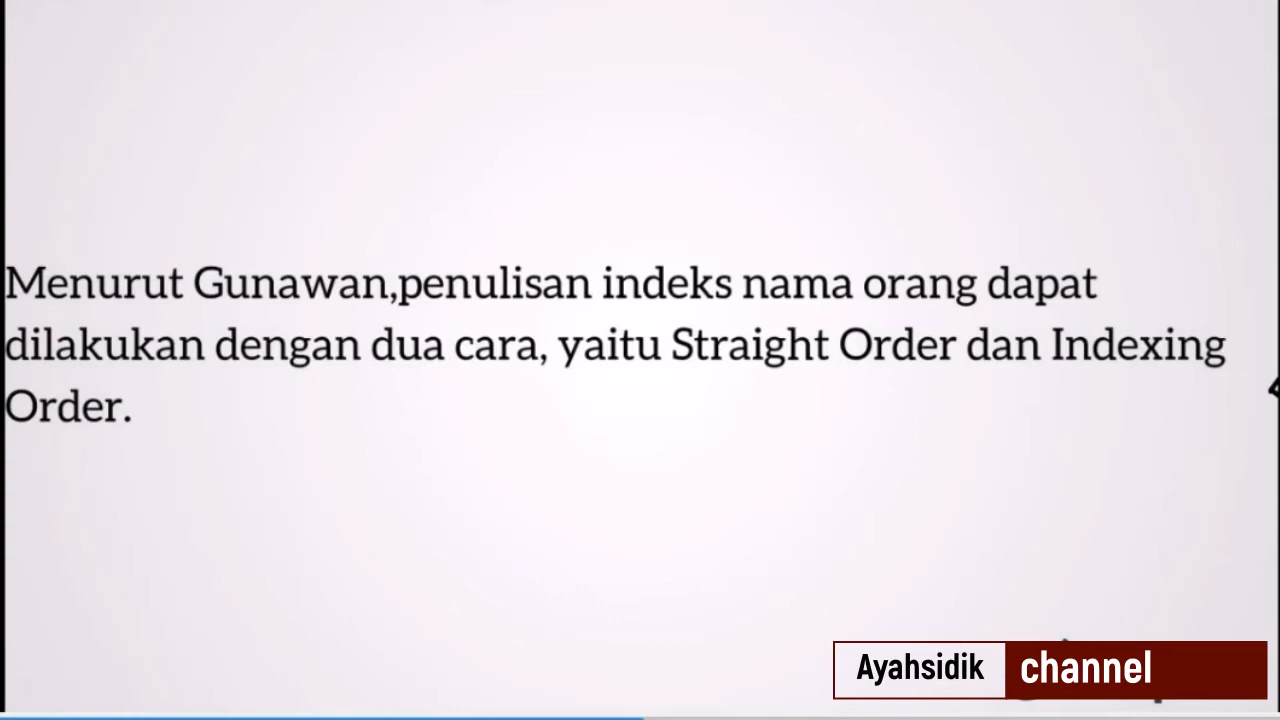 Menurut Gunawan,penulisan indeks nama orang dapat
dilakukan dengan dua cara, yaitu Straight Order dan Indexing
Order.
Ayahsidik channel